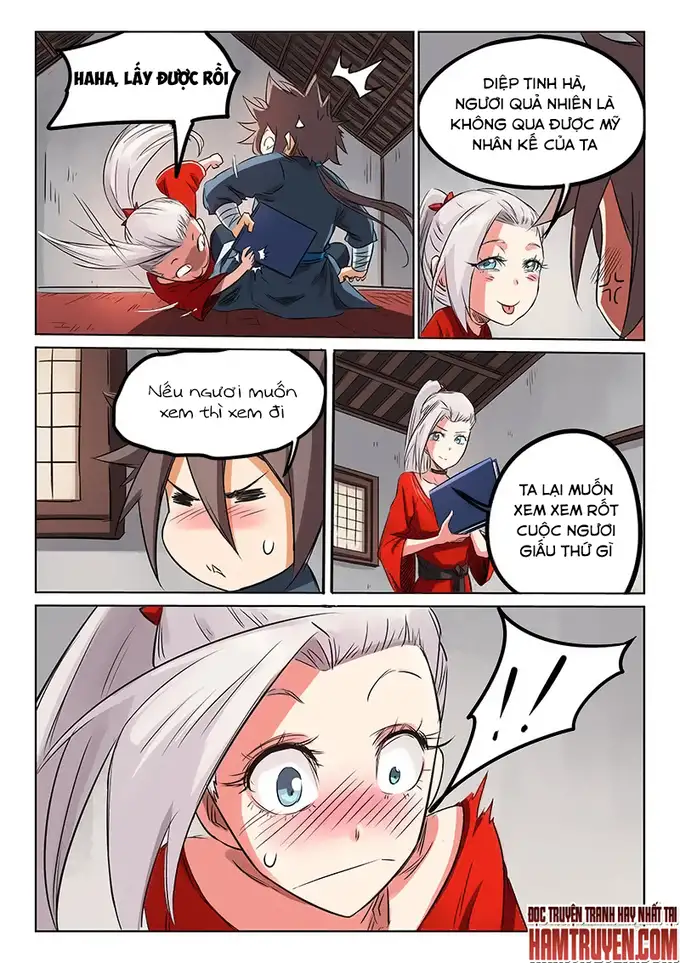 HAHA, LẤY ĐƯỢC RỒI
DIỆP TINH HÀ,
NGƯƠI QUẢ NHIÊN LÀ
KHÔNG QUA ĐƯỢC MỸ
NHÂN KẾ CỦA TA
Nếu ngươi muốn
xem thì xem đi
TA LẠI MUỐN
XEM XEM RỐT
CUỘC NGƯƠI
GIẤU THỨ GÌ
!!
ĐỌC TRUYỆN TRANH HAY NHẤT TẠI
HAMTRUYEN.COM